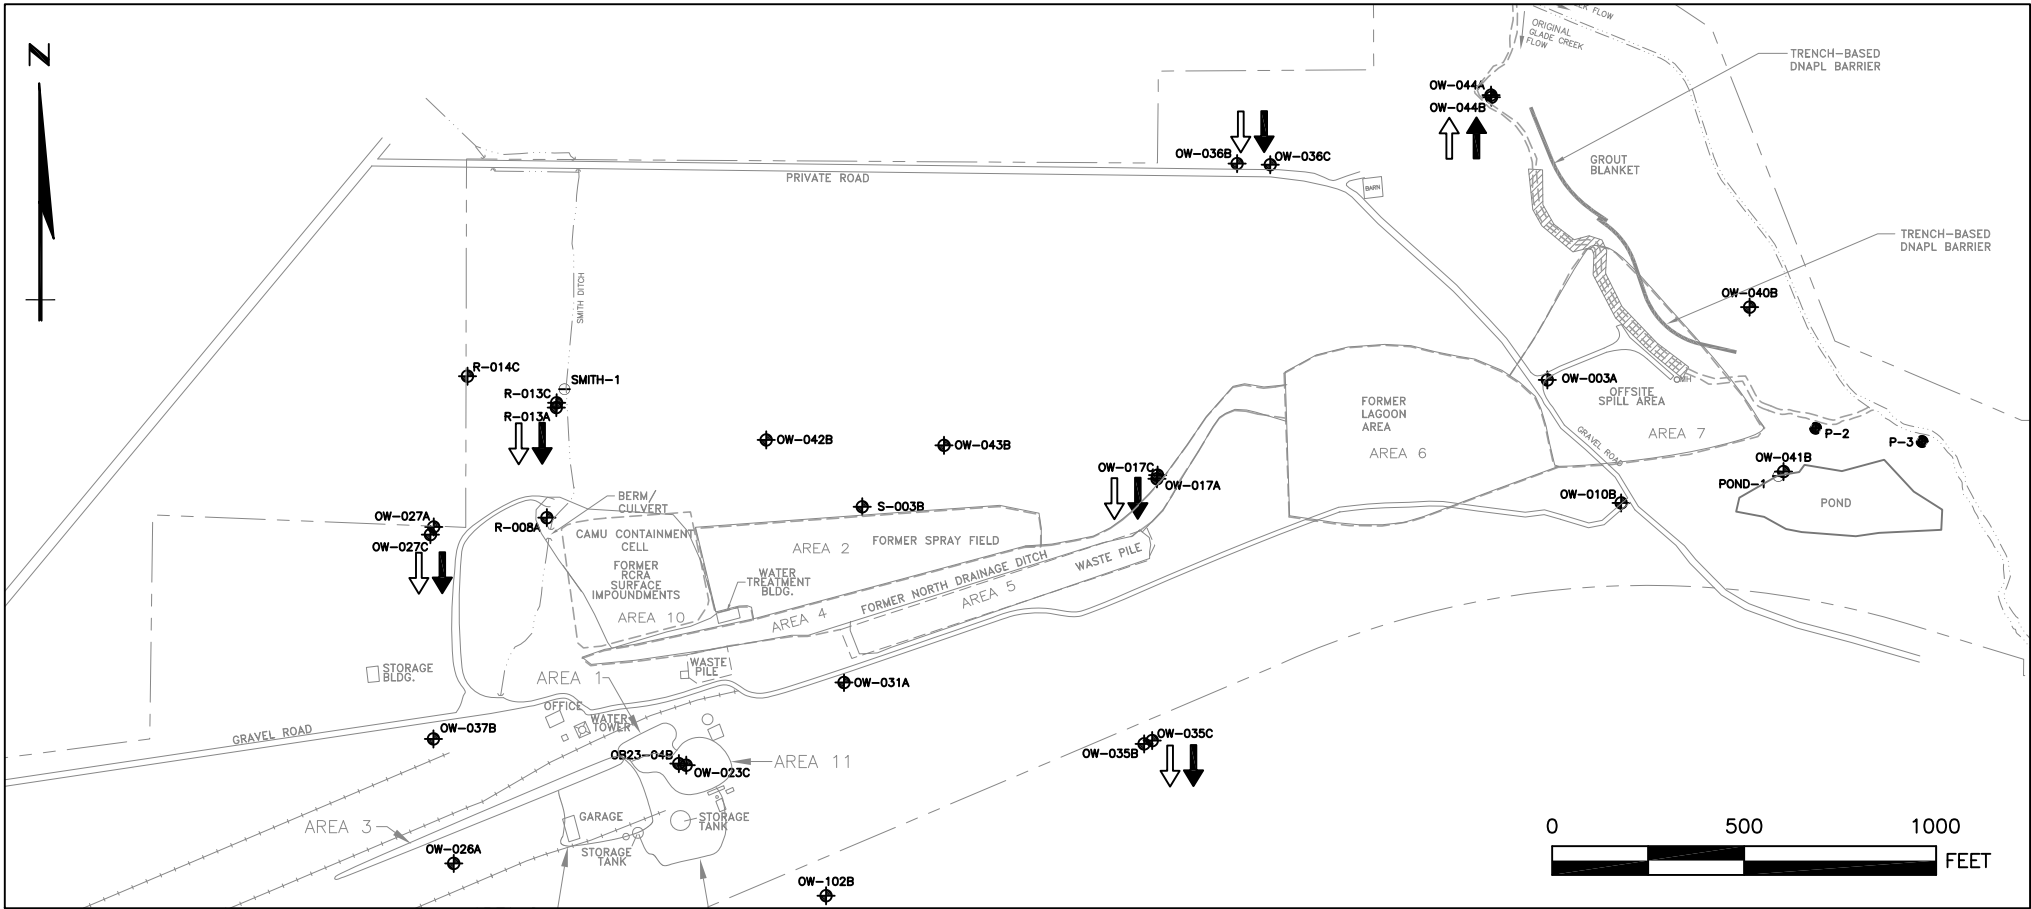 N
EK FLOW
ORIGINAL
GLADE CREEK
FLOW
TRENCH-BASED
DNAPL BARRIER
OW-044A
OW-044B
OW-036B
OW-036C
PRIVATE ROAD
BARN
GROUT
BLANKET
TRENCH-BASED
DNAPL BARRIER
SMITH DITCH
OW-040B
R-014C
SMITH-1
R-013C
R-013A
OW-003A
OMH
OFFSITE
SPILL AREA
FORMER
LAGOON
AREA
AREA 6
AREA 7
GRAVEL ROAD
P-2
P-3
OW-042B
OW-043B
OW-017C
OW-017A
OW-041B
POND-1
POND
OW-010B
BERM/
CULVERT
S-003B
OW-027A
R-008A
OW-027C
CAMU CONTAINMENT
CELL
FORMER
RCRA
SURFACE
IMPOUNDMENTS
AREA 10
AREA 2
FORMER SPRAY FIELD
WATER
TREATMENT
BLDG.
FORMER NORTH DRAINAGE DITCH
WASTE PILE
AREA 4
AREA 5
STORAGE
BLDG.
WASTE
PILE
AREA 1
OW-031A
OFFICE
WATER
TOWER
GRAVEL ROAD
OW-037B
OW-035B
OW-035C
OB23-04B
OW-023C
AREA 11
AREA 3
GARAGE
STORAGE
TANK
STORAGE
TANK
OW-026A
OW-102B
0
500
1000
FEET